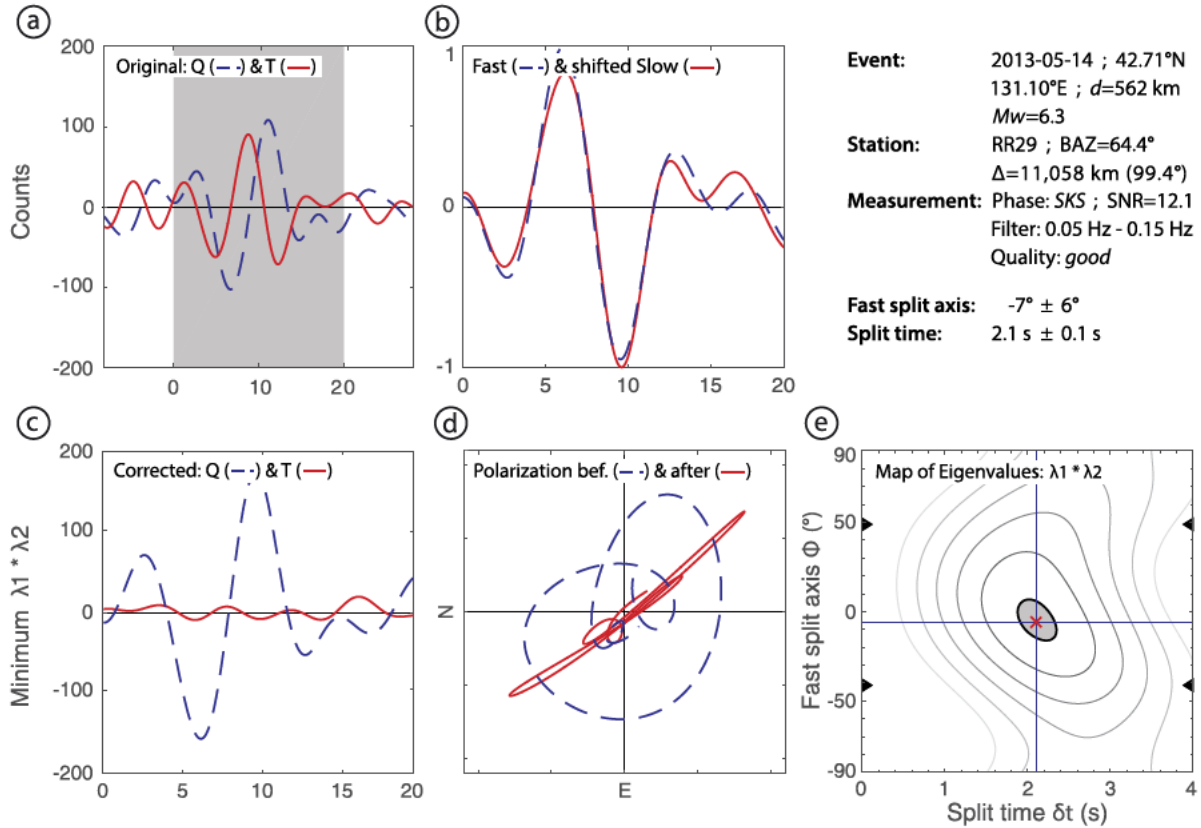 a
200
100
0
-100
-200
Counts
Original: Q (--) & T (—)
0
10
20
b
1
0
-1
Fast (--) & shifted Slow (—)
0
5
10
15
20
Event: 2013-05-14 ; 42.71°N
131.10°E ; d=562 km
Mw=6.3
Station: RR29 ; BAZ=64.4°
Δ=11,058 km (99.4°)
Measurement: Phase: SKS ; SNR=12.1
Filter: 0.05 Hz - 0.15 Hz
Quality: good
Fast split axis: -7° ± 6°
Split time: 2.1 s ± 0.1 s
c
200
100
0
-100
-200
Minimum λ1 * λ2
Corrected: Q (--) & T (—)
0
5
10
15
20
d
Polarization bef. (--) & after (—)
N
E
e
90
50
0
-50
-90
Fast split axis Φ (°)
Map of Eigenvalues: λ1 * λ2
0
1
2
3
4
Split time δt (s)